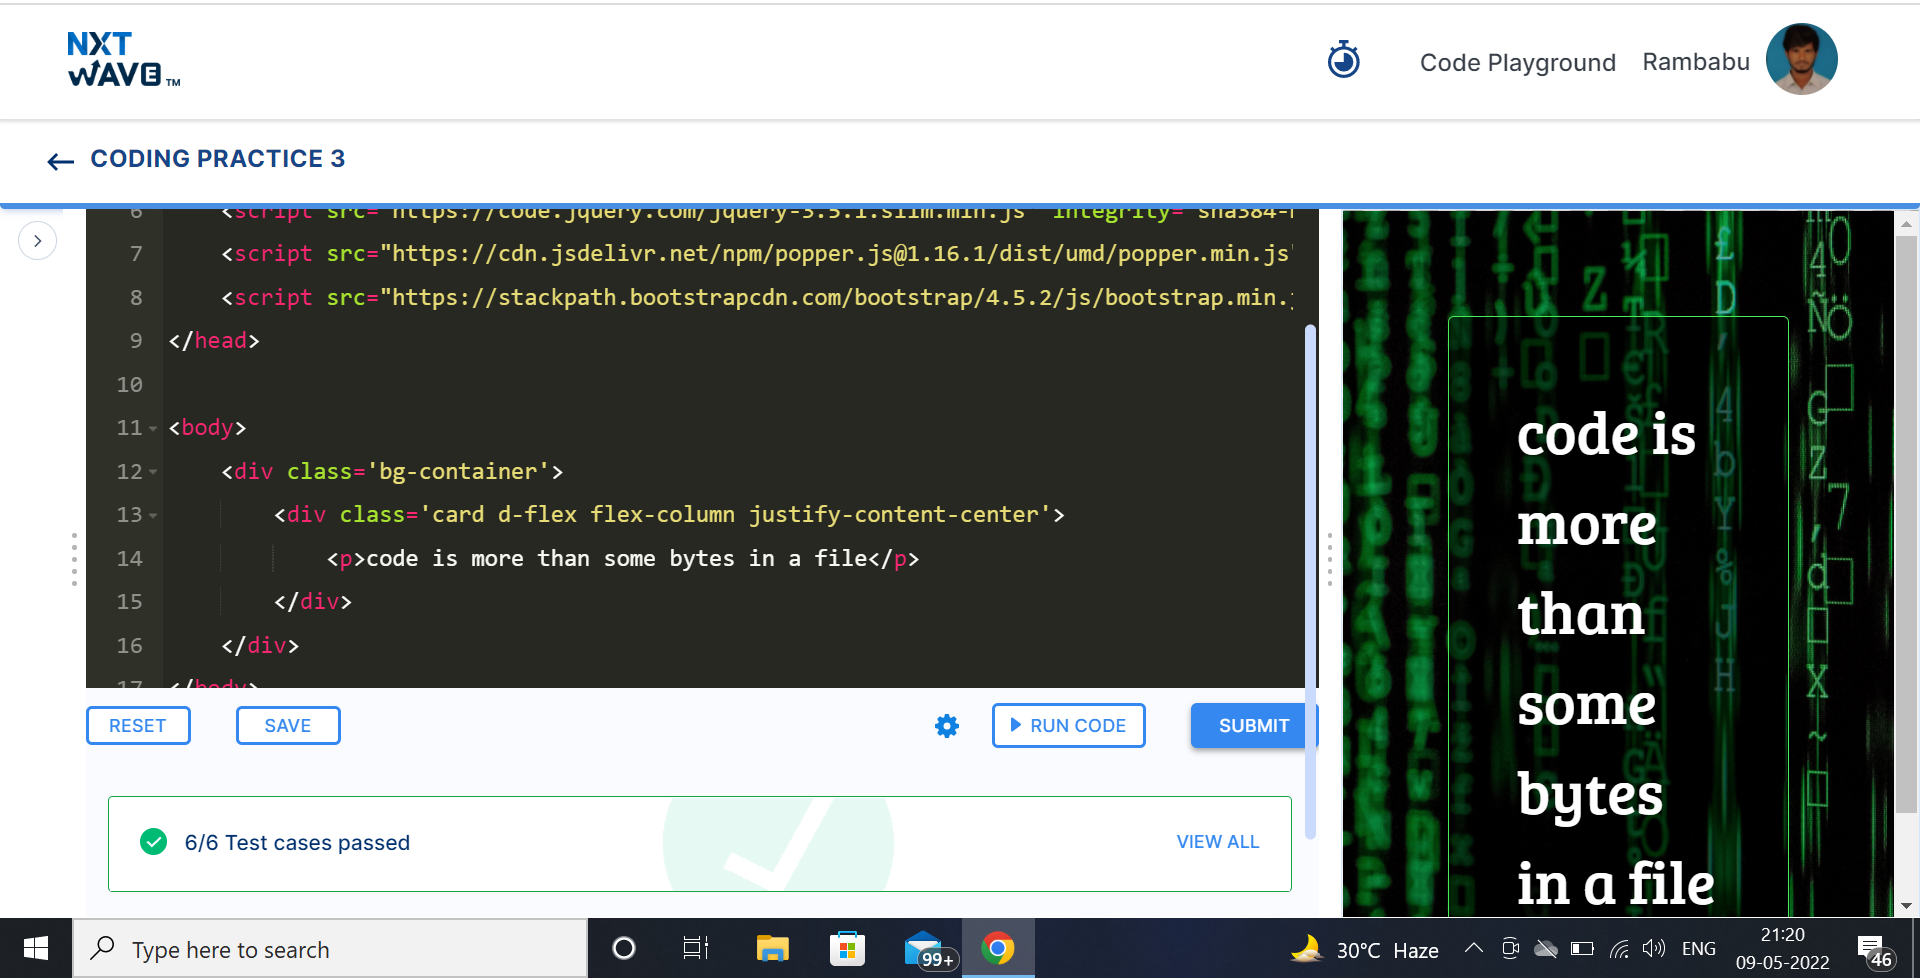 NXT
WAVE TM
Code Playground
Rambabu
CODING PRACTICE 3
6 <script src="https://code.jquery.com/jquery-3.5.1.slim.min.js" integrity="sha384-
7 <script src="https://cdn.jsdelivr.net/npm/popper.js@1.16.1/dist/umd/popper.min.js"
8 <script src="https://stackpath.bootstrapcdn.com/bootstrap/4.5.2/js/bootstrap.min.j
9 </head>
10
11 <body>
12 <div class='bg-container'>
13 <div class='card d-flex flex-column justify-content-center'>
14 <p>code is more than some bytes in a file</p>
15 </div>
16 </div>
17 </body>
RESET
SAVE
RUN CODE
SUBMIT
6/6 Test cases passed
VIEW ALL
code is
more
than
some
bytes
in a file
Type here to search
99+
30°C Haze
ENG
21:20
09-05-2022
46